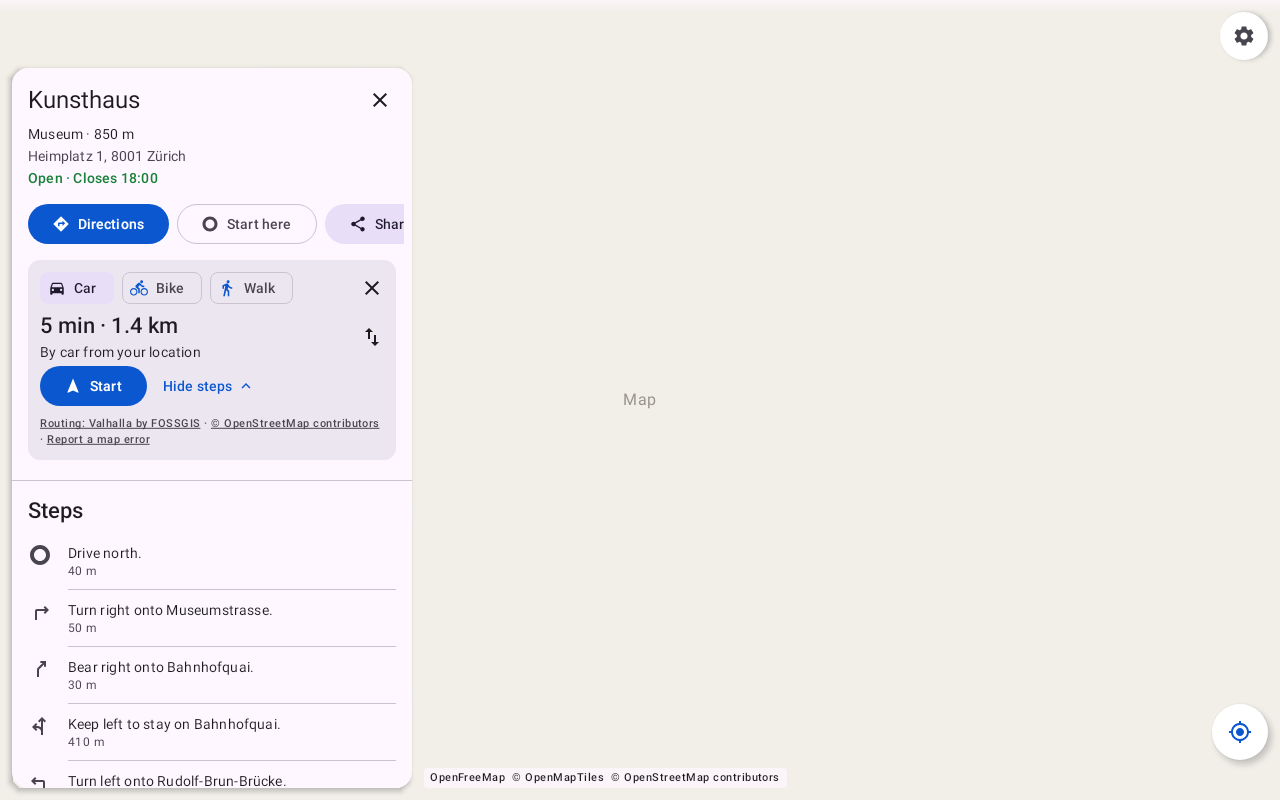 Kunsthaus
Museum · 850 m
Heimplatz 1, 8001 Zürich
Open · Closes 18:00
Directions
Start here
Shar
Car
Bike
Walk
5 min · 1.4 km
By car from your location
Start
Hide steps
Routing: Valhalla by FOSSGIS · © OpenStreetMap contributors
· Report a map error
Steps
Drive north.
40 m
Turn right onto Museumstrasse.
50 m
Bear right onto Bahnhofquai.
30 m
Keep left to stay on Bahnhofquai.
410 m
Turn left onto Rudolf-Brun-Brücke.
Map
OpenFreeMap © OpenMapTiles © OpenStreetMap contributors